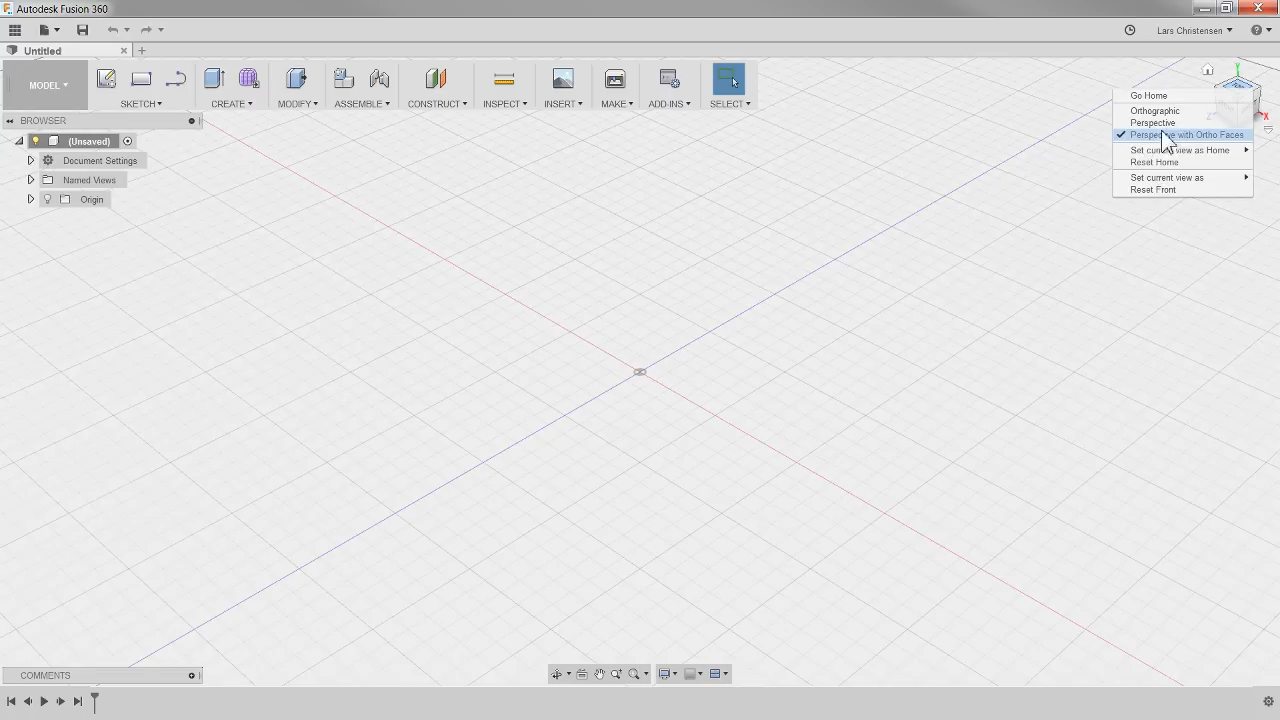 Autodesk Fusion 360
Lars Christensen
Untitled
MODEL
SKETCH
CREATE
MODIFY
ASSEMBLE
CONSTRUCT
INSPECT
INSERT
MAKE
ADD-INS
SELECT
BROWSER
(Unsaved)
Document Settings
Named Views
Origin
Y
X
Z
Go Home
Orthographic
Perspective
Perspective with Ortho Faces
Set current view as Home
Reset Home
Set current view as
Reset Front
COMMENTS